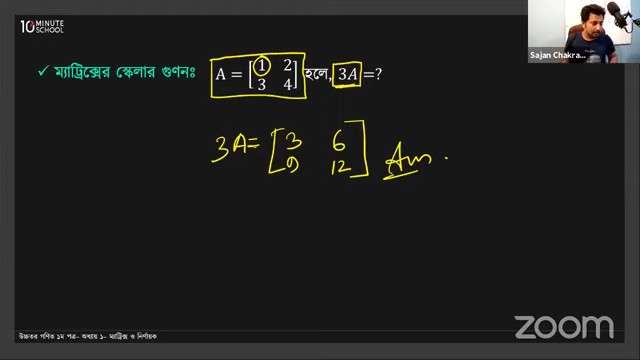 10 MINUTE SCHOOL
Sajan Chakra...
✓ ম্যাট্রিক্সের স্কেলার গুণনঃ A = [1 2 3 4] হলে, 3A =?
3A = [3 6 9 12] Ans.
উচ্চতর গণিত ১ম পত্র- অধ্যায় ১- ম্যাট্রিক্স ও নির্ণায়ক
ZOOM